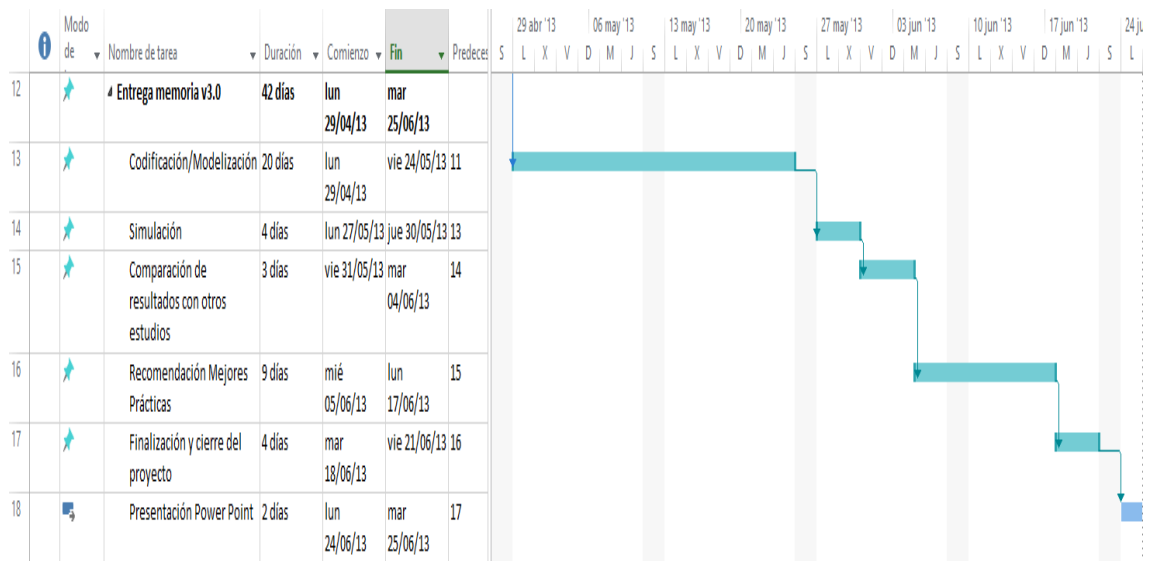 Modo 29 abr '13 06 may '13 13 may '13 20 may '13 27 may '13 03 jun '13 10 jun '13 17 jun '13 24 ju
de Nombre de tarea Duración Comienzo Fin Predeces S L X V D M J S L X V D M J S L X V D M J S L X V D M J S L
12 Entrega memoria v3.0 42 días lun mar
29/04/13 25/06/13
13 Codificación/Modelización 20 días lun vie 24/05/13 11
29/04/13
14 Simulación 4 días lun 27/05/13 jue 30/05/13 13
15 Comparación de 3 días vie 31/05/13 mar 14
resultados con otros 04/06/13
estudios
16 Recomendación Mejores 9 días mié lun 15
Prácticas 05/06/13 17/06/13
17 Finalización y cierre del 4 días mar vie 21/06/13 16
proyecto 18/06/13
18 Presentación Power Point 2 días lun mar 17
24/06/13 25/06/13